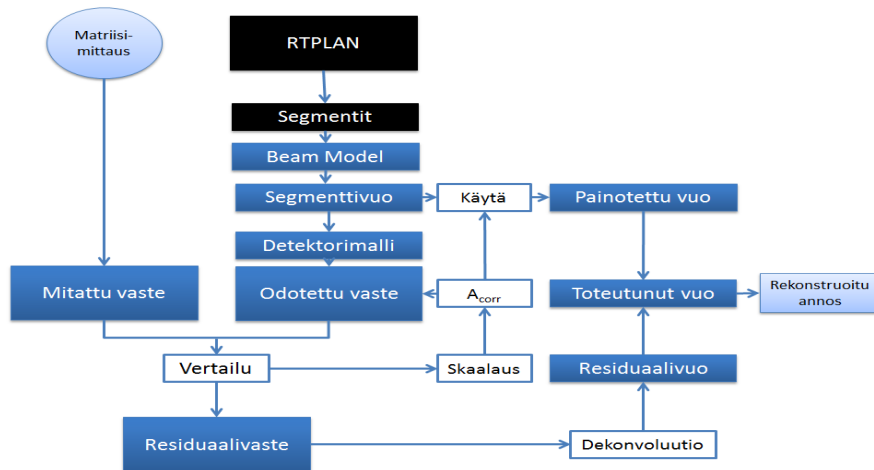 Matriisi-
mittaus
RTPLAN
Segmentit
Beam Model
Segmenttivuo
Käytä
Painotettu vuo
Detektorimalli
Mitattu vaste
Odotettu vaste
Acorr
Toteutunut vuo
Rekonstruoitu
annos
Vertailu
Skaalaus
Residuaalivuo
Residuaalivaste
Dekonvoluutio